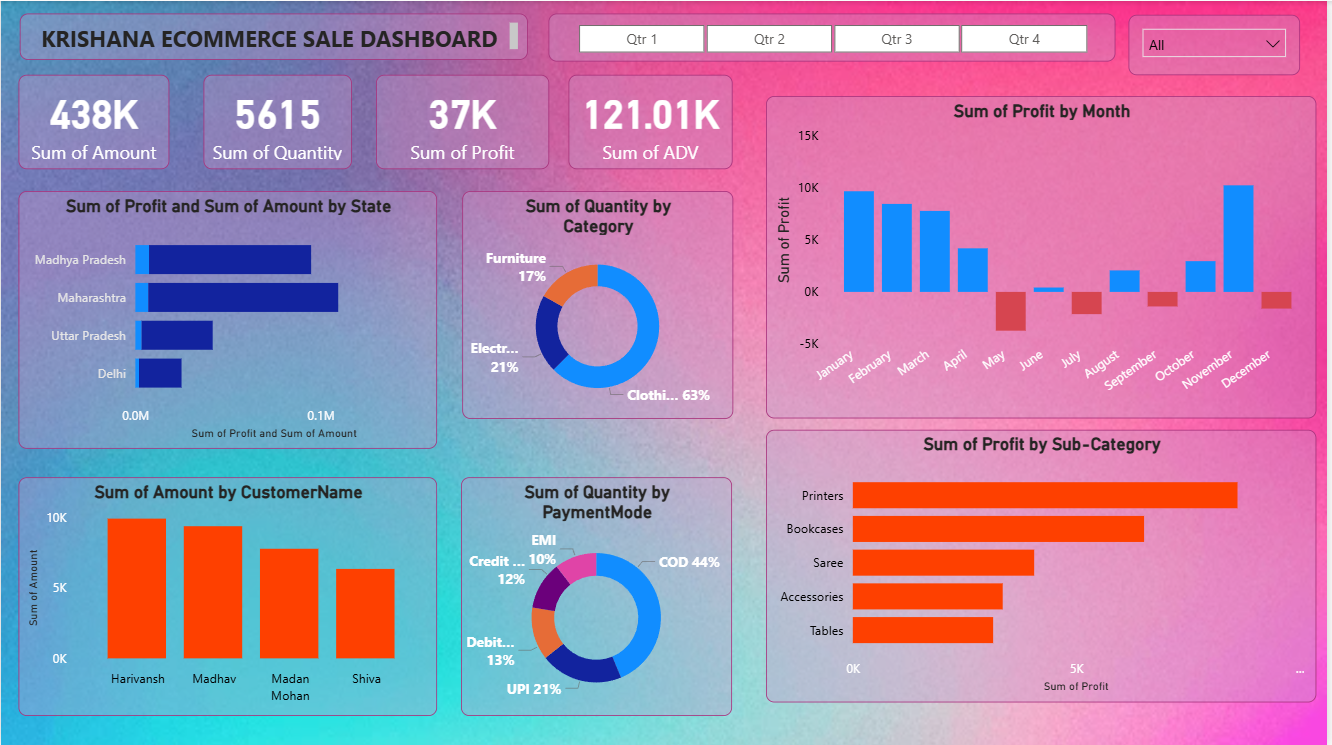 KRISHANA ECOMMERCE SALE DASHBOARD
Qtr 1
Qtr 2
Qtr 3
Qtr 4
All
438K
Sum of Amount
5615
Sum of Quantity
37K
Sum of Profit
121.01K
Sum of ADV
Sum of Profit by Month
15K
10K
5K
0K
-5K
Sum of Profit
January
February
March
April
May
June
July
August
September
October
November
December
Sum of Profit and Sum of Amount by State
Madhya Pradesh
Maharashtra
Uttar Pradesh
Delhi
0.0M
0.1M
Sum of Profit and Sum of Amount
Sum of Quantity by
Category
Furniture
17%
Electr...
21%
Clothi... 63%
Sum of Profit by Sub-Category
Printers
Bookcases
Saree
Accessories
Tables
0K
5K
...
Sum of Profit
Sum of Amount by CustomerName
10K
5K
0K
Sum of Amount
Harivansh
Madhav
Madan
Mohan
Shiva
Sum of Quantity by
PaymentMode
EMI
10%
Credit ...
12%
Debit...
13%
UPI 21%
COD 44%